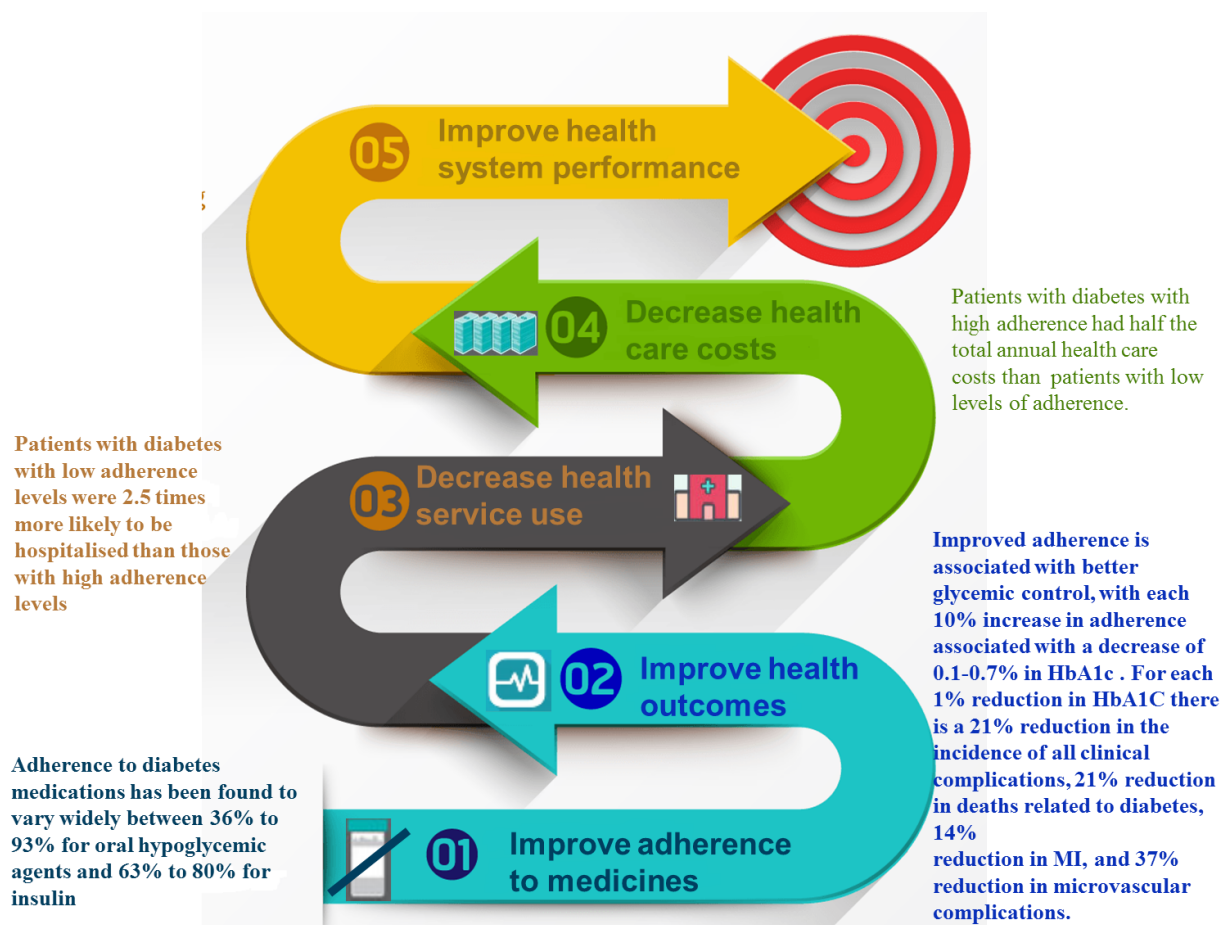 05
Improve health
system performance
04
Decrease health
care costs
Patients with diabetes with
high adherence had half the
total annual health care
costs than patients with low
levels of adherence.
03
Decrease health
service use
Patients with diabetes
with low adherence
levels were 2.5 times
more likely to be
hospitalised than those
with high adherence
levels
02
Improve health
outcomes
Improved adherence is
associated with better
glycemic control, with each
10% increase in adherence
associated with a decrease of
0.1-0.7% in HbA1c . For each
1% reduction in HbA1C there
is a 21% reduction in the
incidence of all clinical
complications, 21% reduction
in deaths related to diabetes,
14%
reduction in MI, and 37%
reduction in microvascular
complications.
01
Improve adherence
to medicines
Adherence to diabetes
medications has been found to
vary widely between 36% to
93% for oral hypoglycemic
agents and 63% to 80% for
insulin